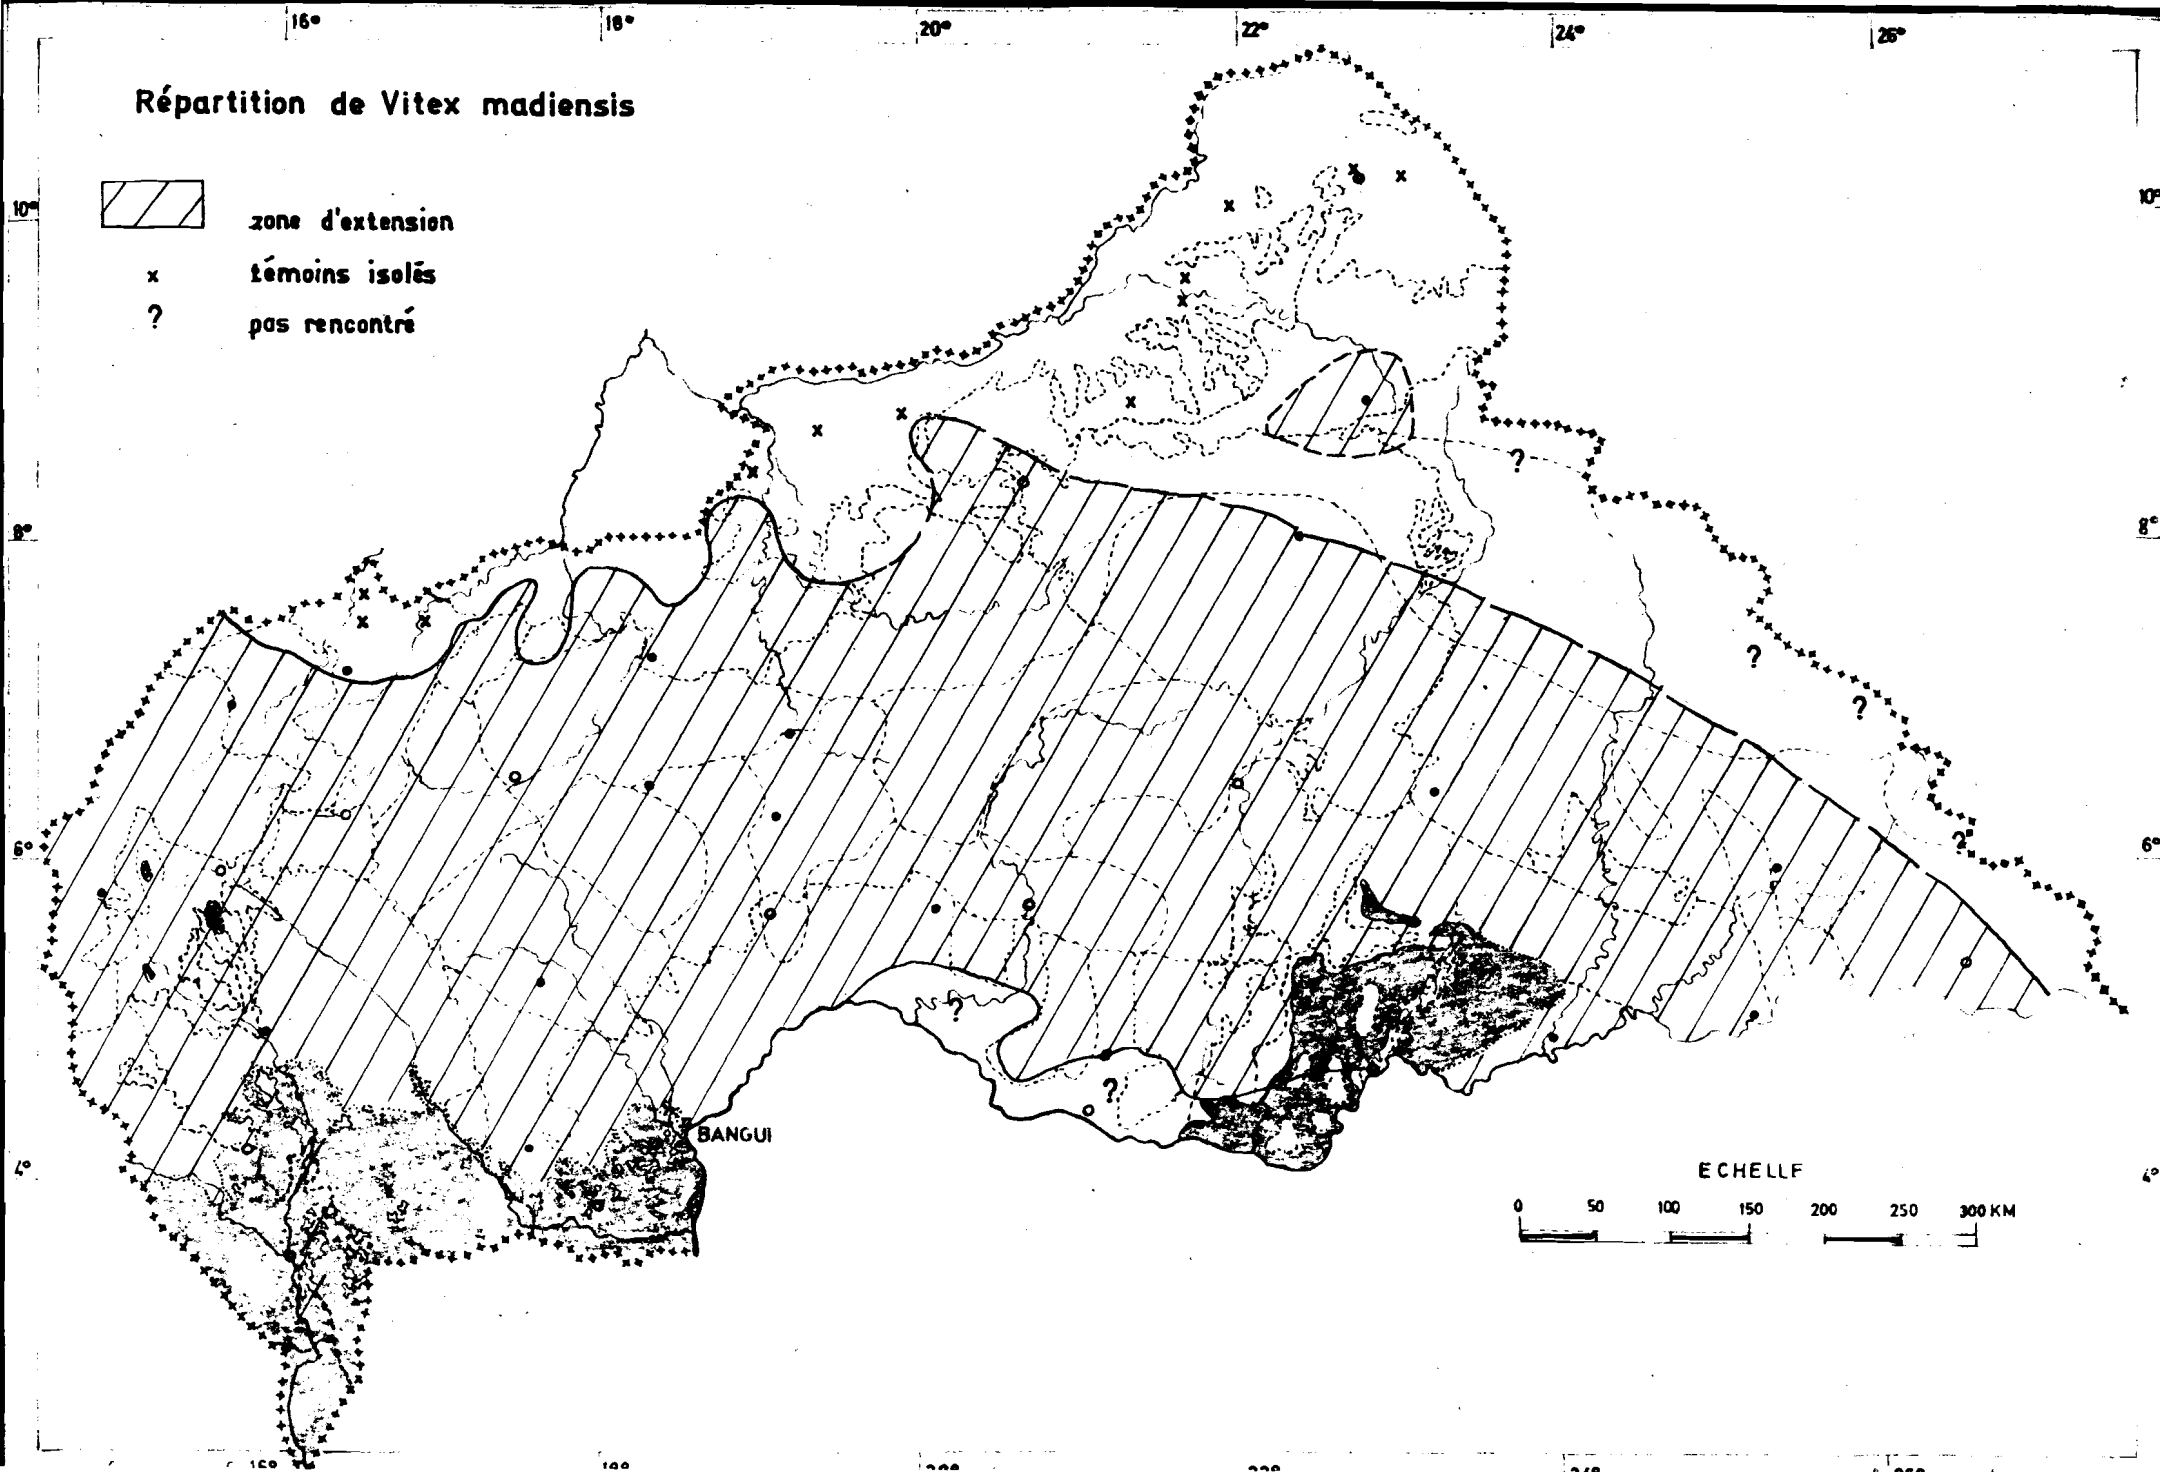 16° 18° 20° 22° 24° 26°
Répartition de Vitex madiensis
zone d'extension
x témoins isolés
? pas rencontré
10° 10°
8° 8°
?
?
?
6° 6°
?
?
?
BANGUI
4° 4°
ECHELLE
0 50 100 150 200 250 300 KM